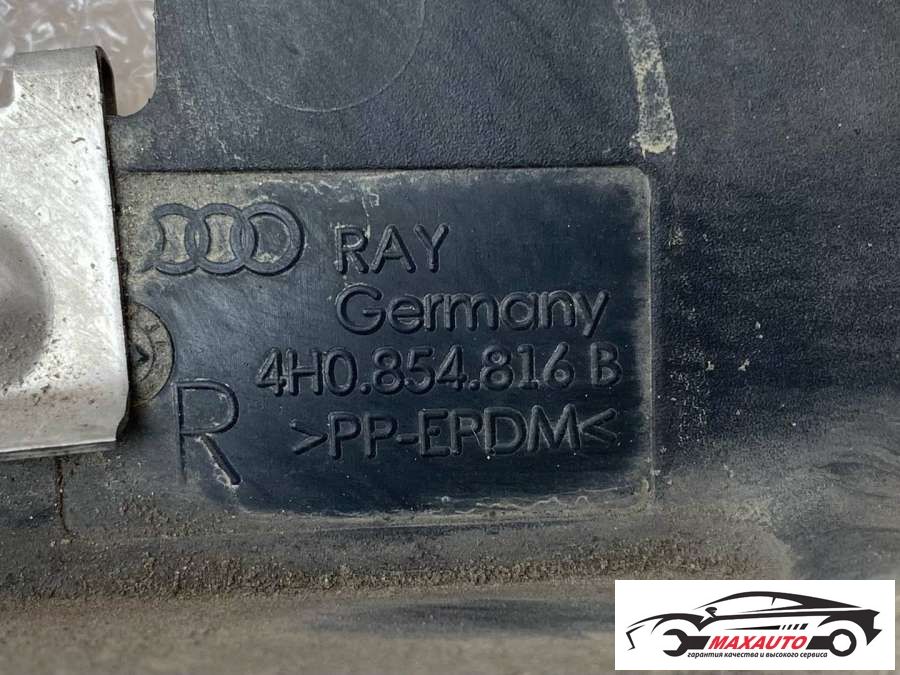 RAY
Germany
4H0.854.816 B
R >PP-EPDM<
MAXAUTO
гарантия качества и высокого сервиса